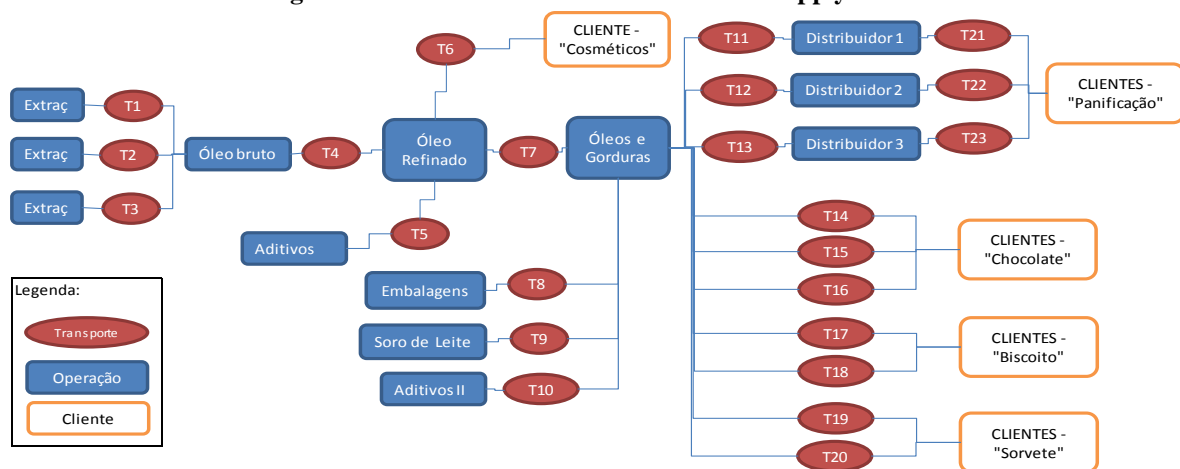 T6
CLIENTE -
"Cosméticos"
T11
Distribuidor 1
T21
T12
Distribuidor 2
T22
CLIENTES -
"Panificação"
T13
Distribuidor 3
T23
Extraç
T1
Extraç
T2
Óleo bruto
T4
Óleo
Refinado
T7
Óleos e
Gorduras
Extraç
T3
Aditivos
T5
T14
T15
T16
CLIENTES -
"Chocolate"
Embalagens
T8
Soro de Leite
T9
Aditivos II
T10
T17
T18
CLIENTES -
"Biscoito"
T19
T20
CLIENTES -
"Sorvete"
Legenda:
Transporte
Operação
Cliente